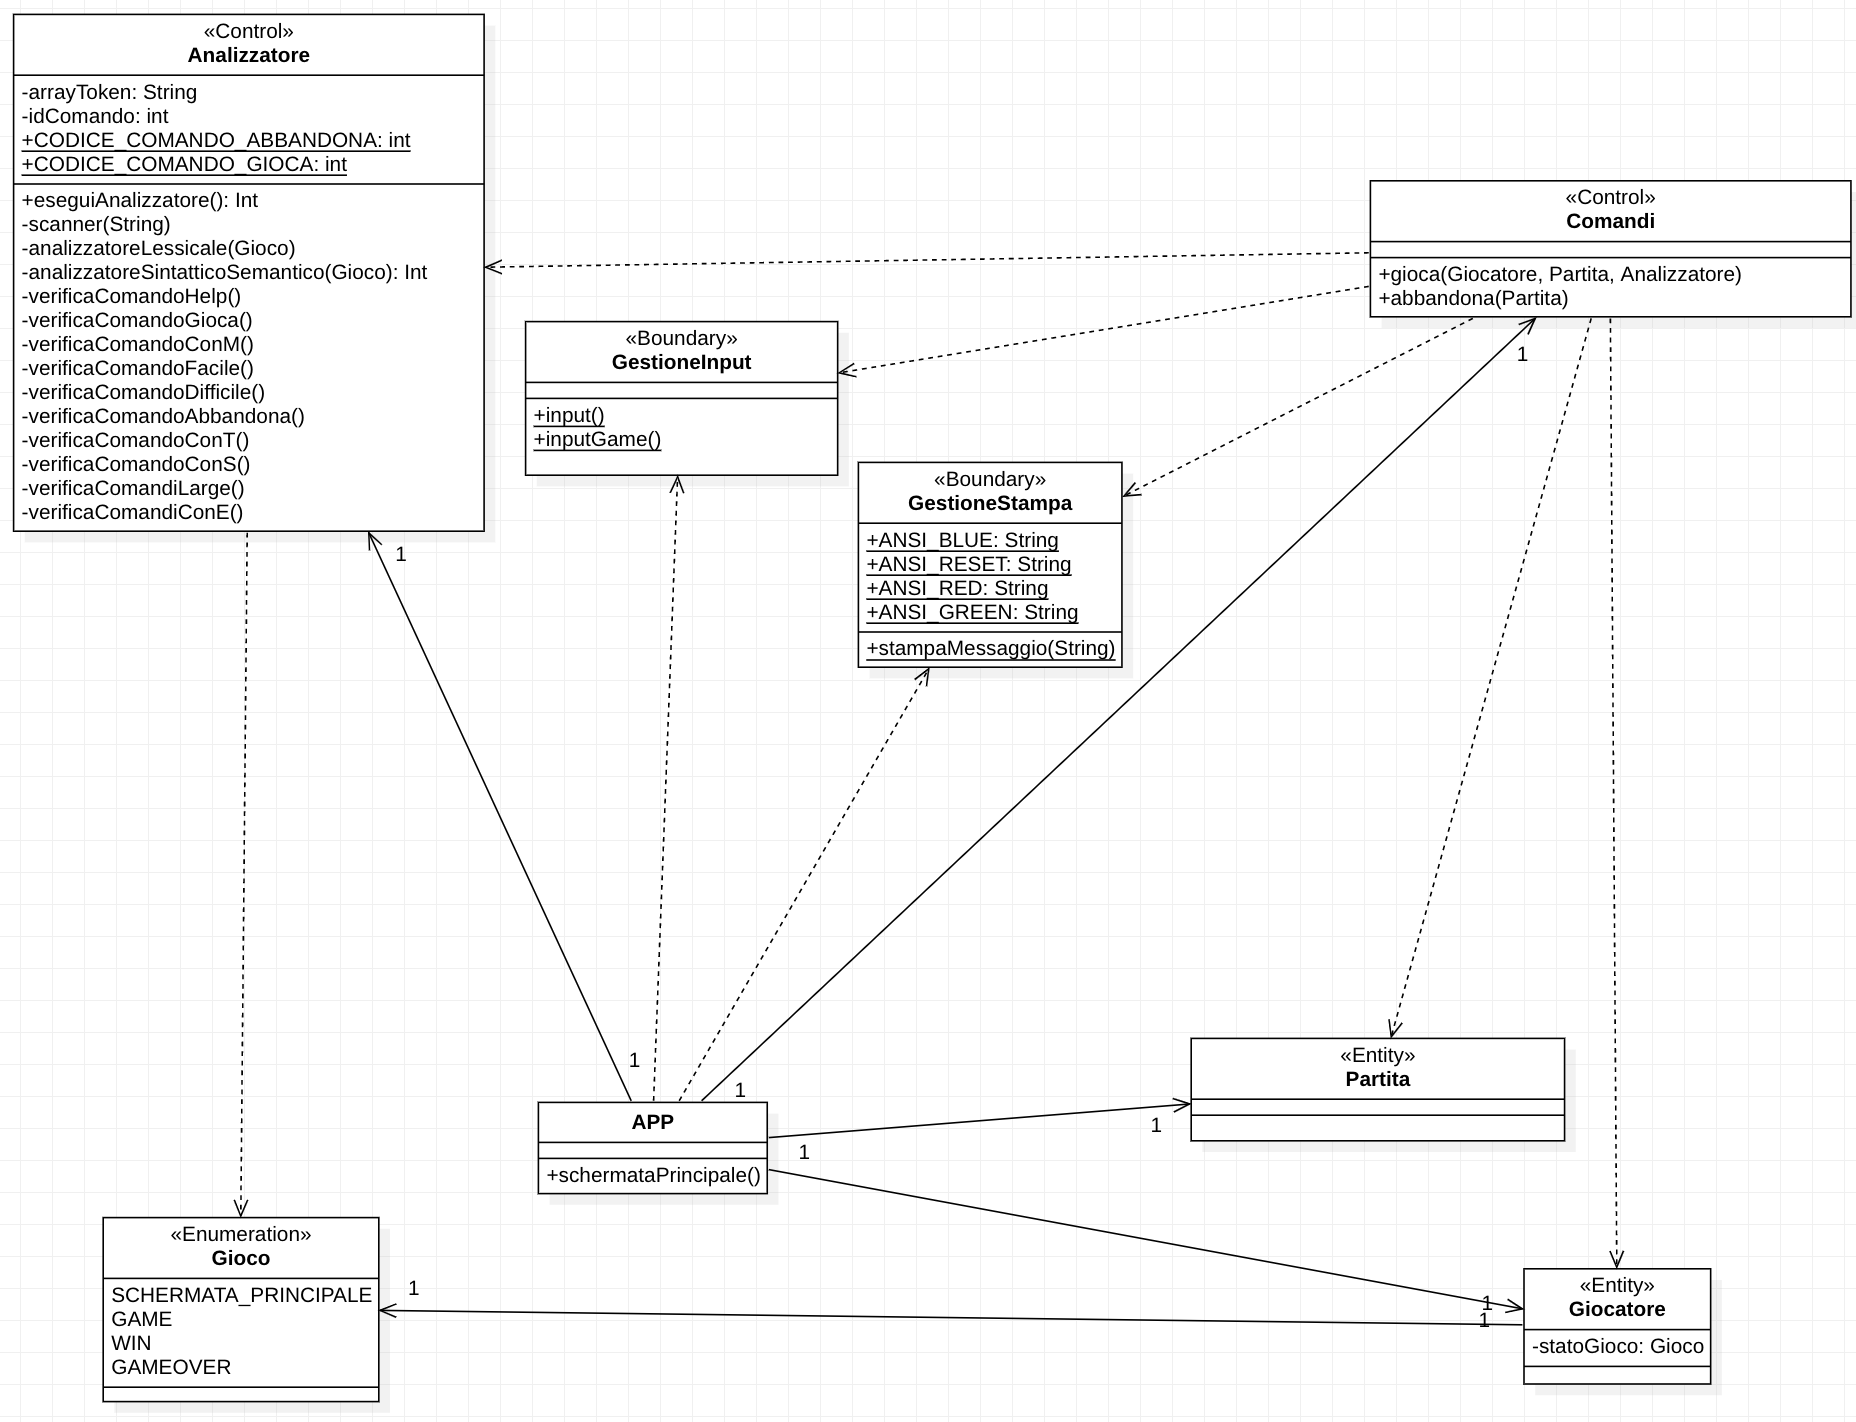 «Control»
Analizzatore
-arrayToken: String
-idComando: int
+CODICE_COMANDO_ABBANDONA: int
+CODICE_COMANDO_GIOCA: int
+eseguiAnalizzatore(): Int
-scanner(String)
-analizzatoreLessicale(Gioco)
-analizzatoreSintatticoSemantico(Gioco): Int
-verificaComandoHelp()
-verificaComandoGioca()
-verificaComandoConM()
-verificaComandoFacile()
-verificaComandoDifficile()
-verificaComandoAbbandona()
-verificaComandoConT()
-verificaComandoConS()
-verificaComandiLarge()
-verificaComandiConE()
1
«Control»
Comandi
+gioca(Giocatore, Partita, Analizzatore)
+abbandona(Partita)
1
«Boundary»
GestioneInput
+input()
+inputGame()
«Boundary»
GestioneStampa
+ANSI_BLUE: String
+ANSI_RESET: String
+ANSI_RED: String
+ANSI_GREEN: String
+stampaMessaggio(String)
1
1
APP
+schermataPrincipale()
1
1
«Entity»
Partita
«Enumeration»
Gioco
SCHERMATA_PRINCIPALE
GAME
WIN
GAMEOVER
1
1
1
«Entity»
Giocatore
-statoGioco: Gioco